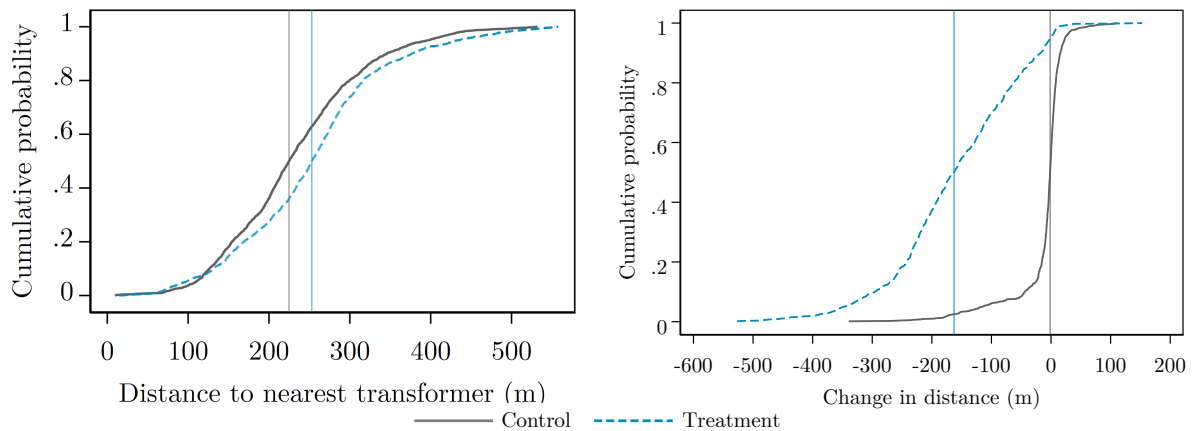 Cumulative probability
1
.8
.6
.4
.2
0
0 100 200 300 400 500
Distance to nearest transformer (m)
Cumulative probability
1
.8
.6
.4
.2
0
-600 -500 -400 -300 -200 -100 0 100 200
Change in distance (m)
Control Treatment